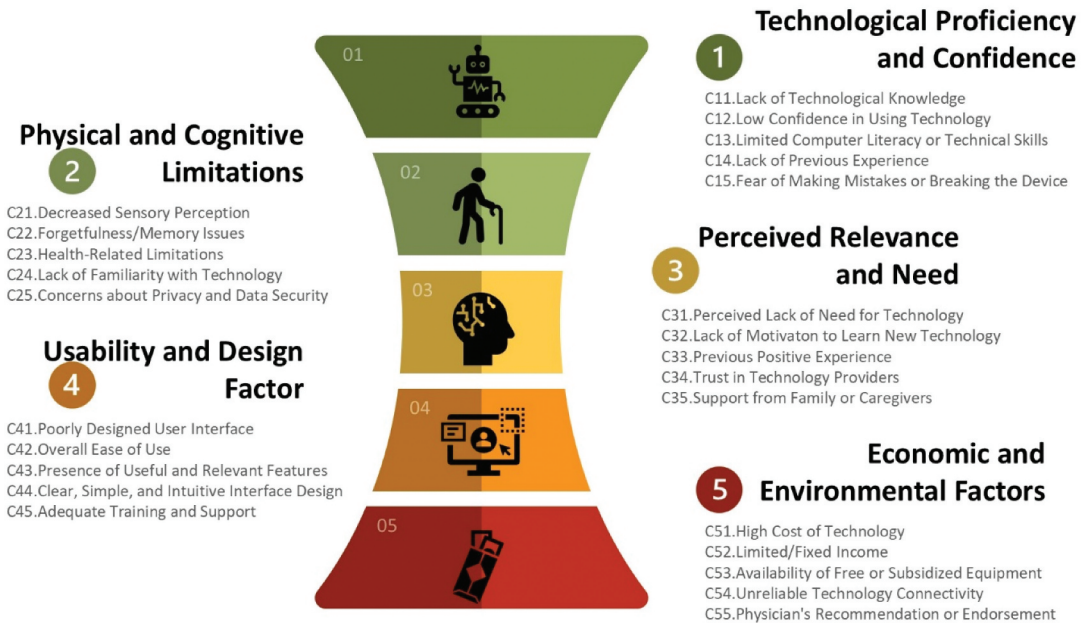 01
Technological Proficiency
and Confidence
1
C11.Lack of Technological Knowledge
C12.Low Confidence in Using Technology
C13.Limited Computer Literacy or Technical Skills
C14.Lack of Previous Experience
C15.Fear of Making Mistakes or Breaking the Device
Physical and Cognitive
Limitations
2
C21.Decreased Sensory Perception
C22.Forgetfulness/Memory Issues
C23.Health-Related Limitations
C24.Lack of Familiarity with Technology
C25.Concerns about Privacy and Data Security
02
Perceived Relevance
and Need
3
C31.Perceived Lack of Need for Technology
C32.Lack of Motivaton to Learn New Technology
C33.Previous Positive Experience
C34.Trust in Technology Providers
C35.Support from Family or Caregivers
03
Usability and Design
Factor
4
C41.Poorly Designed User Interface
C42.Overall Ease of Use
C43.Presence of Useful and Relevant Features
C44.Clear, Simple, and Intuitive Interface Design
C45.Adequate Training and Support
04
Economic and
Environmental Factors
5
C51.High Cost of Technology
C52.Limited/Fixed Income
C53.Availability of Free or Subsidized Equipment
C54.Unreliable Technology Connectivity
C55.Physician's Recommendation or Endorsement
05